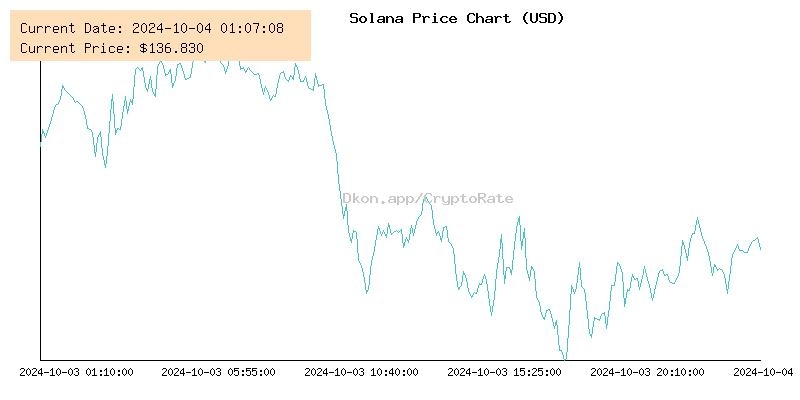 Solana Price Chart (USD)
Current Date: 2024-10-04 01:07:08
Current Price: $136.830
Dkon.app/CryptoRate
2024-10-03 01:10:00 2024-10-03 05:55:00 2024-10-03 10:40:00 2024-10-03 15:25:00 2024-10-03 20:10:00 2024-10-04